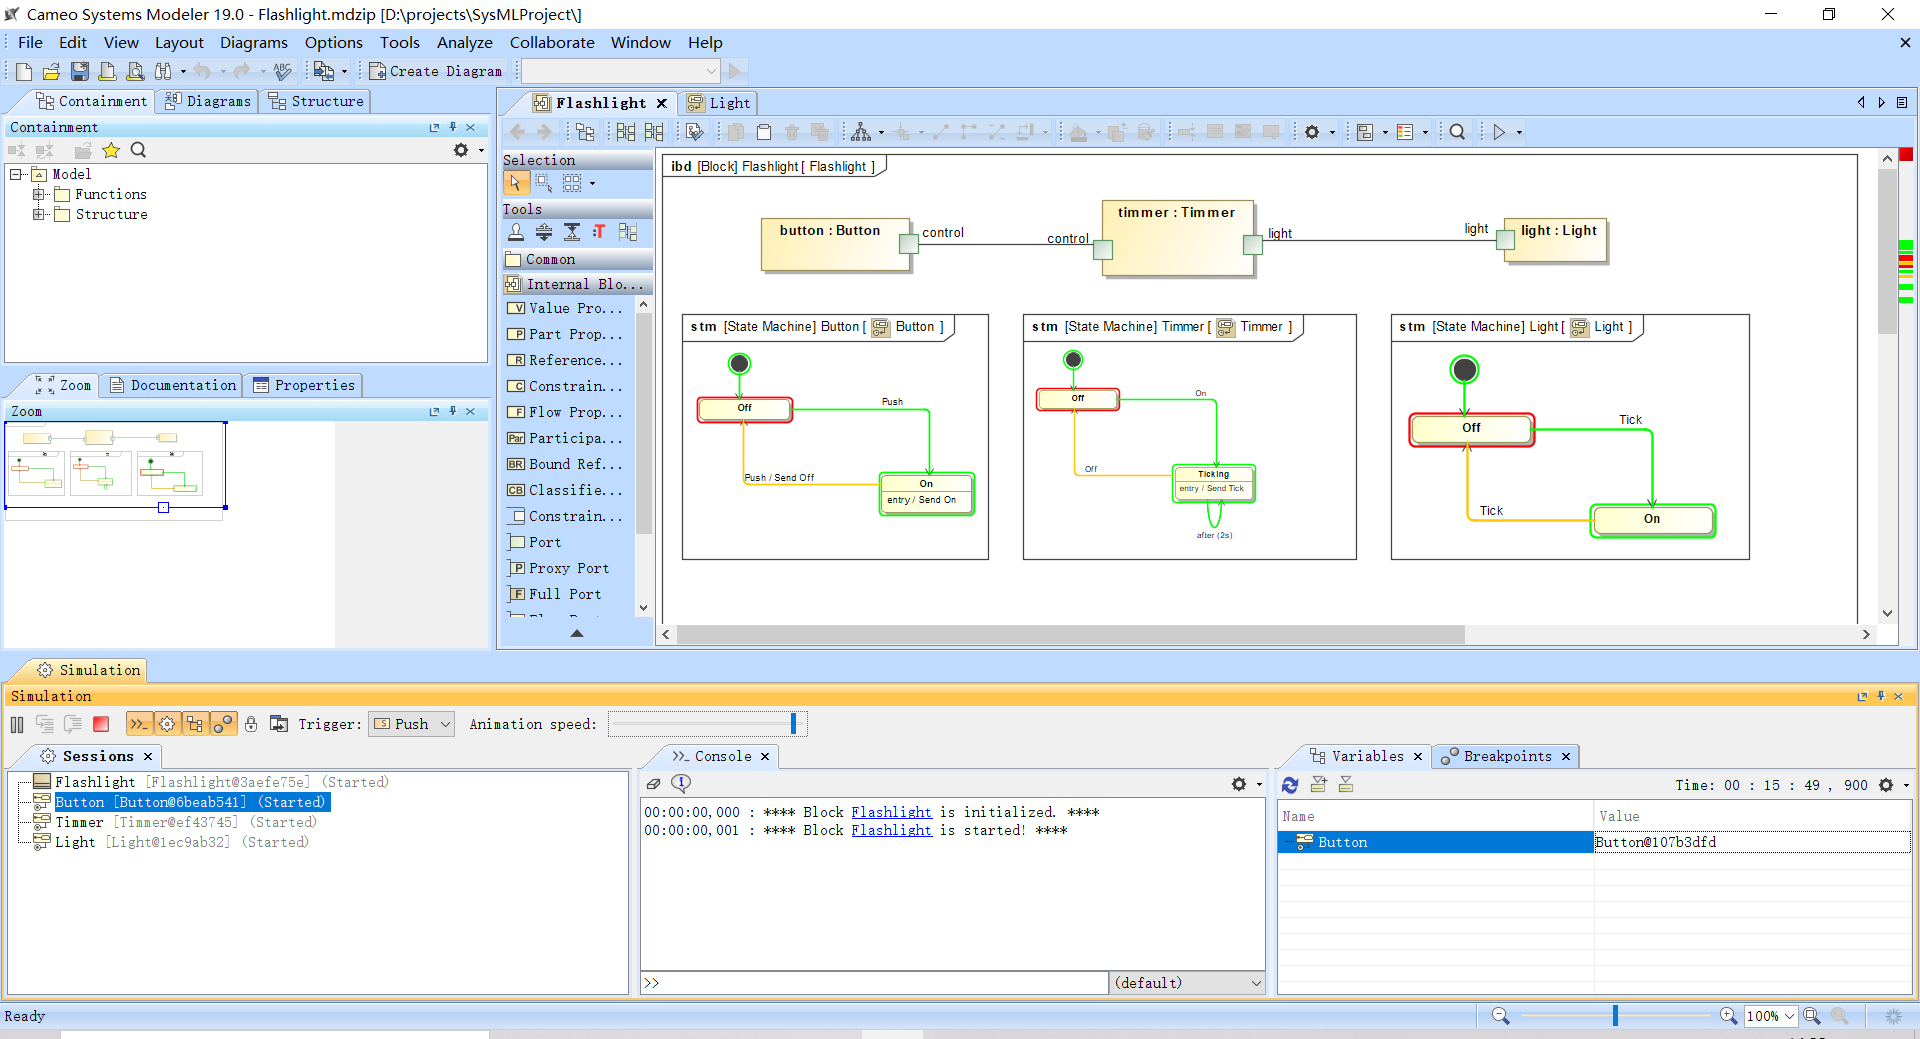 Cameo Systems Modeler 19.0 - Flashlight.mdzip [D:\projects\SysMLProject\]
File Edit View Layout Diagrams Options Tools Analyze Collaborate Window Help
Create Diagram
Containment Diagrams Structure
Containment
Model
Functions
Structure
Zoom Documentation Properties
Zoom
Flashlight Light
Selection
Tools
Common
Internal Blo...
Value Pro...
Part Prop...
Reference...
Constrain...
Flow Prop...
Participa...
Bound Ref...
Classifie...
Constrain...
Port
Proxy Port
Full Port
ibd [Block] Flashlight [ Flashlight ]
button : Button
control
control
timmer : Timmer
light
light
light : Light
stm [State Machine] Button [ Button ]
Off
Push
Push / Send Off
On
entry / Send On
stm [State Machine] Timmer [ Timmer ]
Off
On
Off
Ticking
entry / Send Tick
after (2s)
stm [State Machine] Light [ Light ]
Off
Tick
Tick
On
Simulation
Simulation
Trigger: S Push Animation speed:
Sessions
Flashlight [Flashlight@3aefe75e] (Started)
Button [Button@6beab541] (Started)
Timmer [Timmer@ef43745] (Started)
Light [Light@1ec9ab32] (Started)
Console
00:00:00,000 : **** Block Flashlight is initialized. ****
00:00:00,001 : **** Block Flashlight is started! ****
>> (default)
Variables Breakpoints
Time: 00 : 15 : 49 , 900
Name Value
Button Button@107b3dfd
Ready
100%